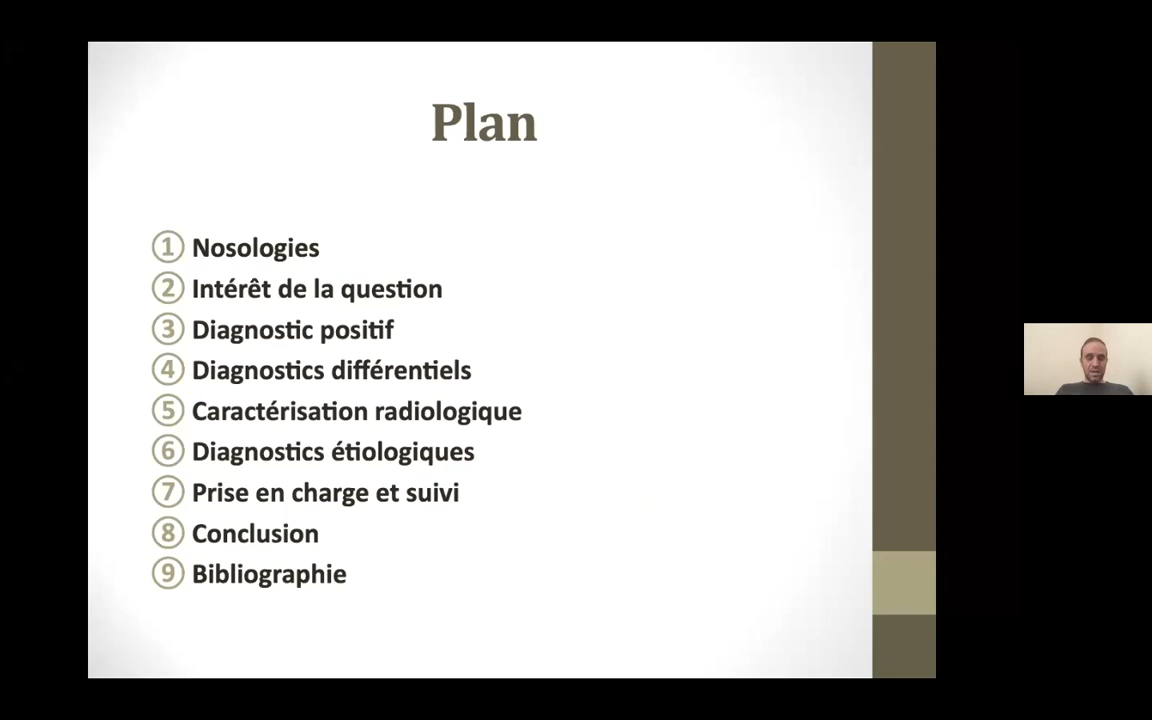 Plan
① Nosologies
② Intérêt de la question
③ Diagnostic positif
④ Diagnostics différentiels
⑤ Caractérisation radiologique
⑥ Diagnostics étiologiques
⑦ Prise en charge et suivi
⑧ Conclusion
⑨ Bibliographie